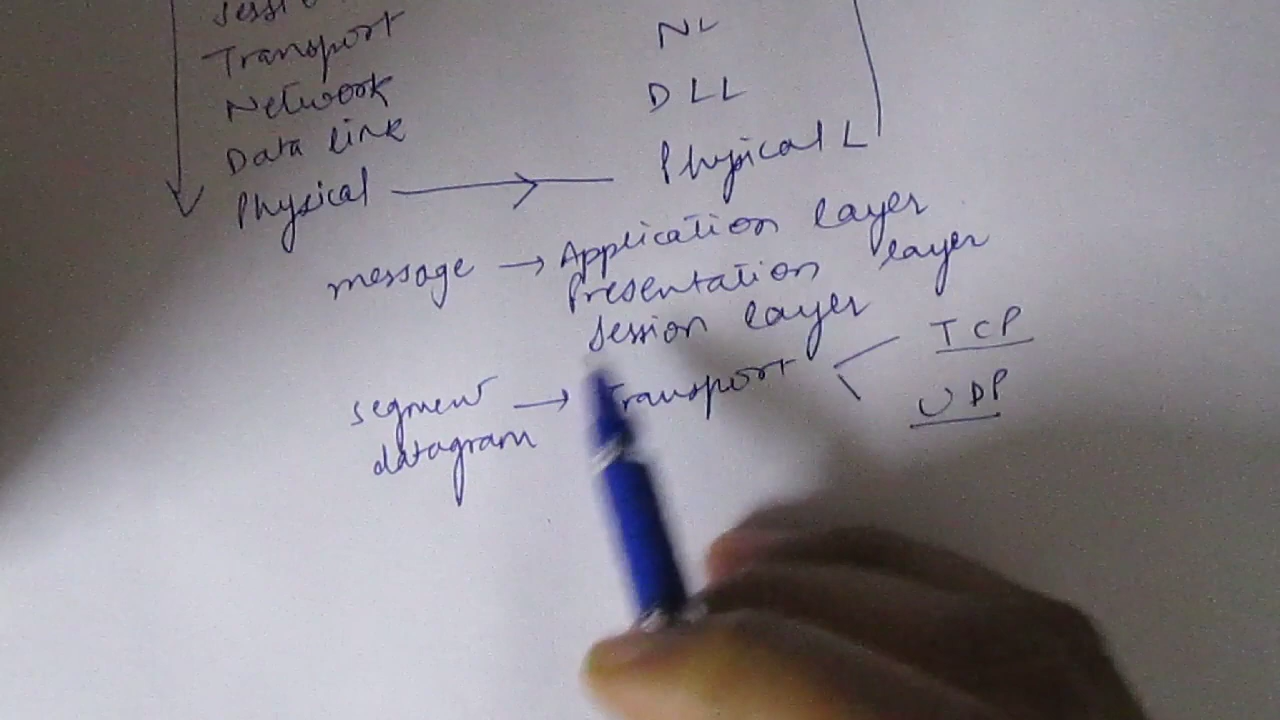 Sessi
Transport NL
Network DLL
Data link Physical L
Physical
message → Application layer
Presentation layer
Session layer
segment → Transport TCP
datagram UDP